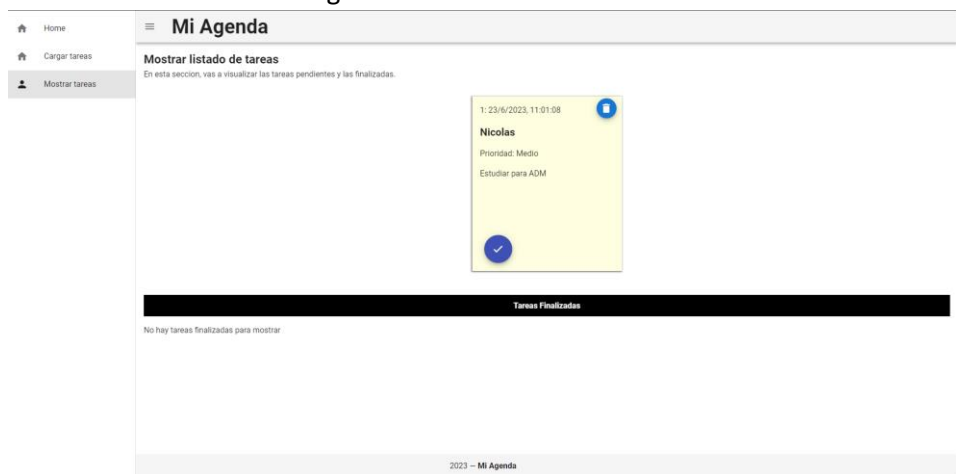 Home
Cargar tareas
Mostrar tareas
Mi Agenda
Mostrar listado de tareas
En esta seccion, vas a visualizar las tareas pendientes y las finalizadas.
1: 23/6/2023, 11:01:08
Nicolas
Prioridad: Medio
Estudiar para ADM
Tareas Finalizadas
No hay tareas finalizadas para mostrar
2023 — Mi Agenda